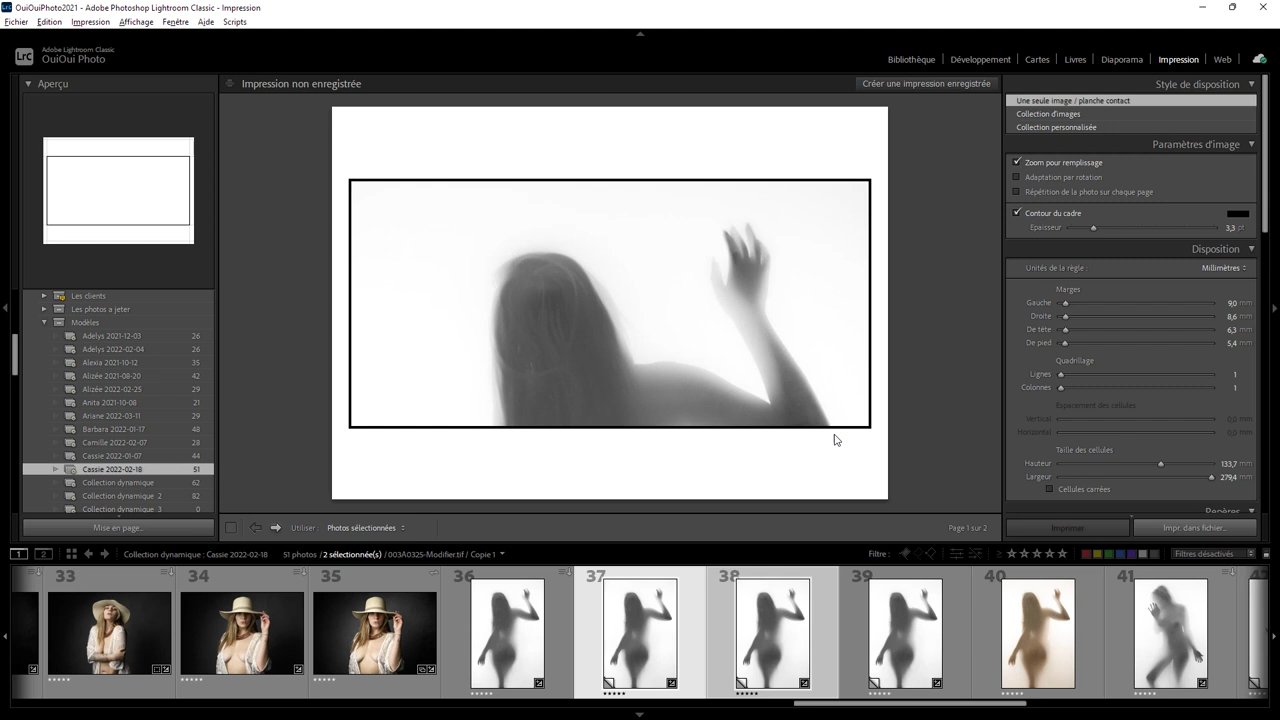 OuiOuiPhoto2021 - Adobe Photoshop Lightroom Classic - Impression
Fichier Edition Impression Affichage Fenêtre Aide Scripts
Lrc
Adobe Lightroom Classic
OuiOui Photo
Bibliothèque Développement Cartes Livres Diaporama Impression Web
Aperçu
Impression non enregistrée
Créer une impression enregistrée
Style de disposition
Une seule image / planche contact
Collection d'images
Collection personnalisée
Paramètres d'image
Zoom pour remplissage
Adaptation par rotation
Répétition de la photo sur chaque page
Contour du cadre
Epaisseur 3,3 pt
Disposition
Unités de la règle : Millimètres
Marges
Gauche 9,0 mm
Droite 8,6 mm
De tête 6,3 mm
De pied 5,4 mm
Quadrillage
Lignes 1
Colonnes 1
Espacement des cellules
Vertical 0,0 mm
Horizontal 0,0 mm
Taille des cellules
Hauteur 133,7 mm
Largeur 279,4 mm
Cellules carrées
Repères
Les clients
Les photos a jeter
Modèles
Adelys 2021-12-03 26
Adelys 2022-02-04 26
Alexia 2021-10-12 35
Alizée 2021-08-20 42
Alizée 2022-02-25 29
Anita 2021-10-08 21
Ariane 2022-03-11 29
Barbara 2022-01-17 48
Camille 2022-02-07 28
Cassie 2022-01-07 44
Cassie 2022-02-18 51
Collection dynamique 62
Collection dynamique 2 82
Collection dynamique 3 0
Mise en page...
Utiliser : Photos sélectionnées
Page 1 sur 2
Imprimer
Impr. dans fichier...
1 2
Collection dynamique : Cassie 2022-02-18 51 photos / 2 sélectionnée(s) / 003A0325-Modifier.tif / Copie 1
Filtre :
Filtres désactivés
33 34 35 36 37 38 39 40 41